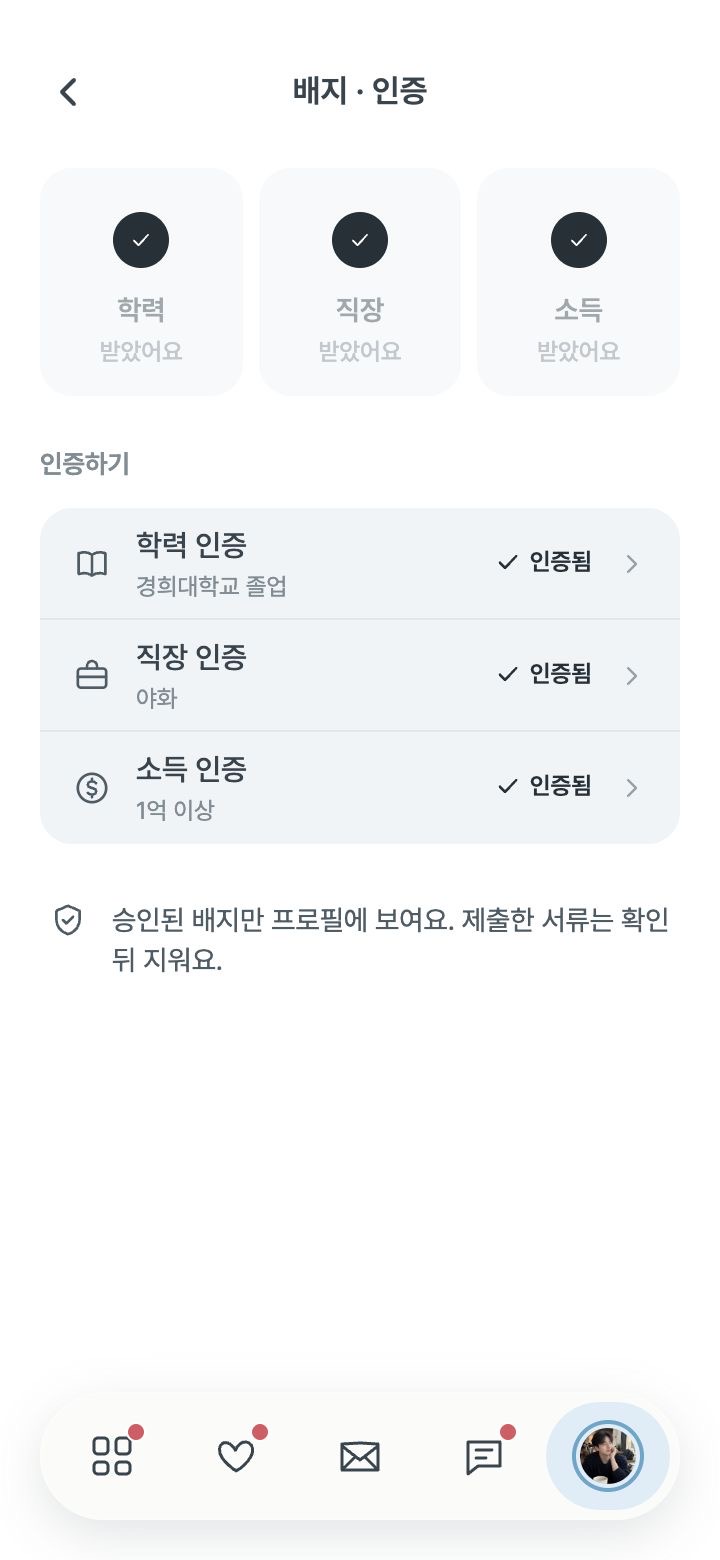 배지 · 인증
학력
받았어요
직장
받았어요
소득
받았어요
인증하기
학력 인증
경희대학교 졸업
인증됨
직장 인증
야화
인증됨
소득 인증
1억 이상
인증됨
승인된 배지만 프로필에 보여요. 제출한 서류는 확인
뒤 지워요.